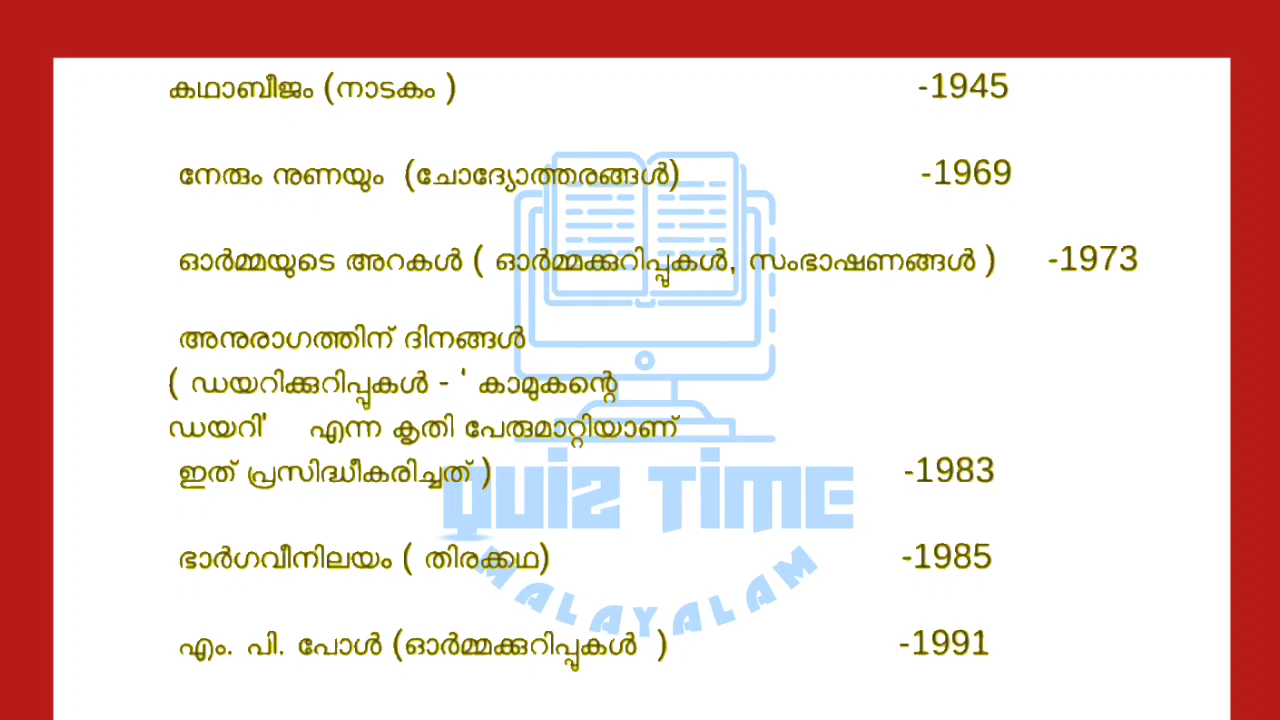 കഥാബീജം (നാടകം ) -1945
നേരും നുണയും (ചോദ്യോത്തരങ്ങൾ) -1969
ഓർമ്മയുടെ അറകൾ ( ഓർമ്മക്കുറിപ്പുകൾ, സംഭാഷണങ്ങൾ ) -1973
അനുരാഗത്തിന് ദിനങ്ങൾ
( ഡയറിക്കുറിപ്പുകൾ - ' കാമുകന്റെ
ഡയറി' എന്ന കൃതി പേരുമാറ്റിയാണ്
ഇത് പ്രസിദ്ധീകരിച്ചത് ) -1983
QUIZ TIME
ഭാർഗവീനിലയം ( തിരക്കഥ) -1985
MALAYALAM
എം. പി. പോൾ (ഓർമ്മക്കുറിപ്പുകൾ ) -1991